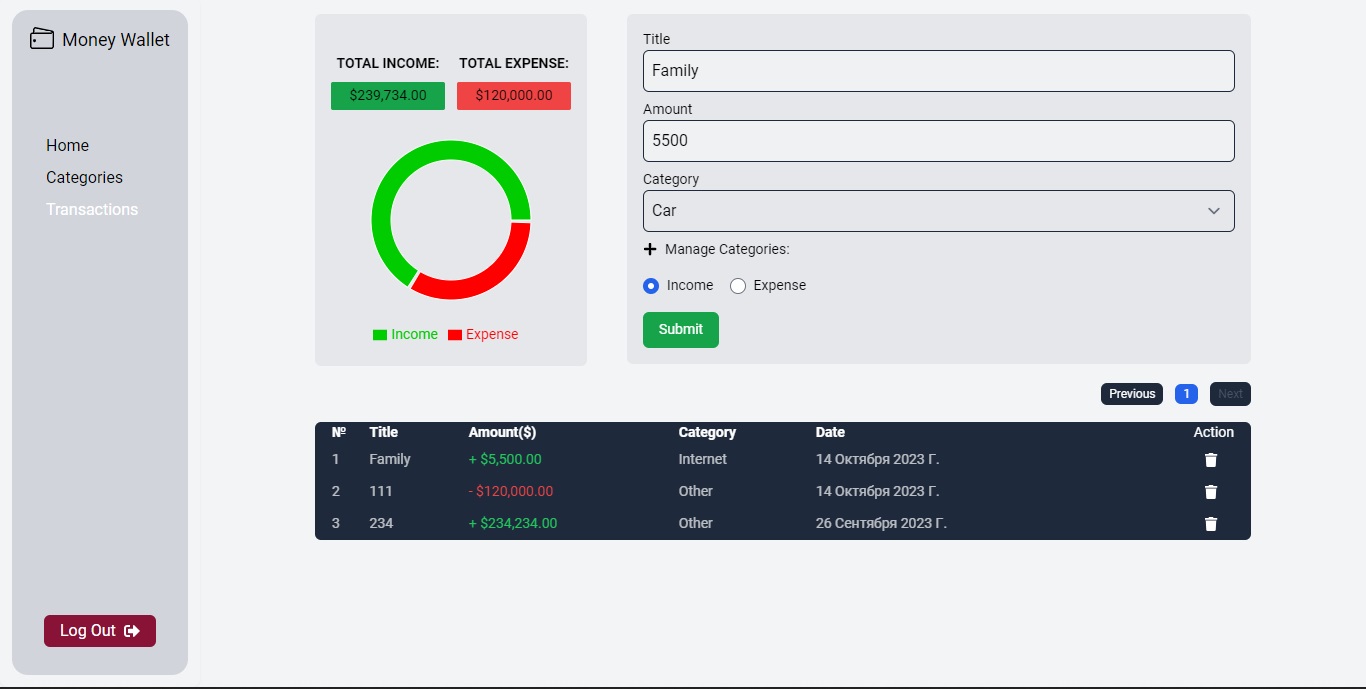 Money Wallet
Home
Categories
Transactions
Log Out
TOTAL INCOME: TOTAL EXPENSE:
$239,734.00 $120,000.00
Income Expense
Title
Family
Amount
5500
Category
Car
Manage Categories:
Income Expense
Submit
Previous 1 Next
№ Title Amount($) Category Date Action
1 Family + $5,500.00 Internet 14 Октября 2023 Г.
2 111 - $120,000.00 Other 14 Октября 2023 Г.
3 234 + $234,234.00 Other 26 Сентября 2023 Г.